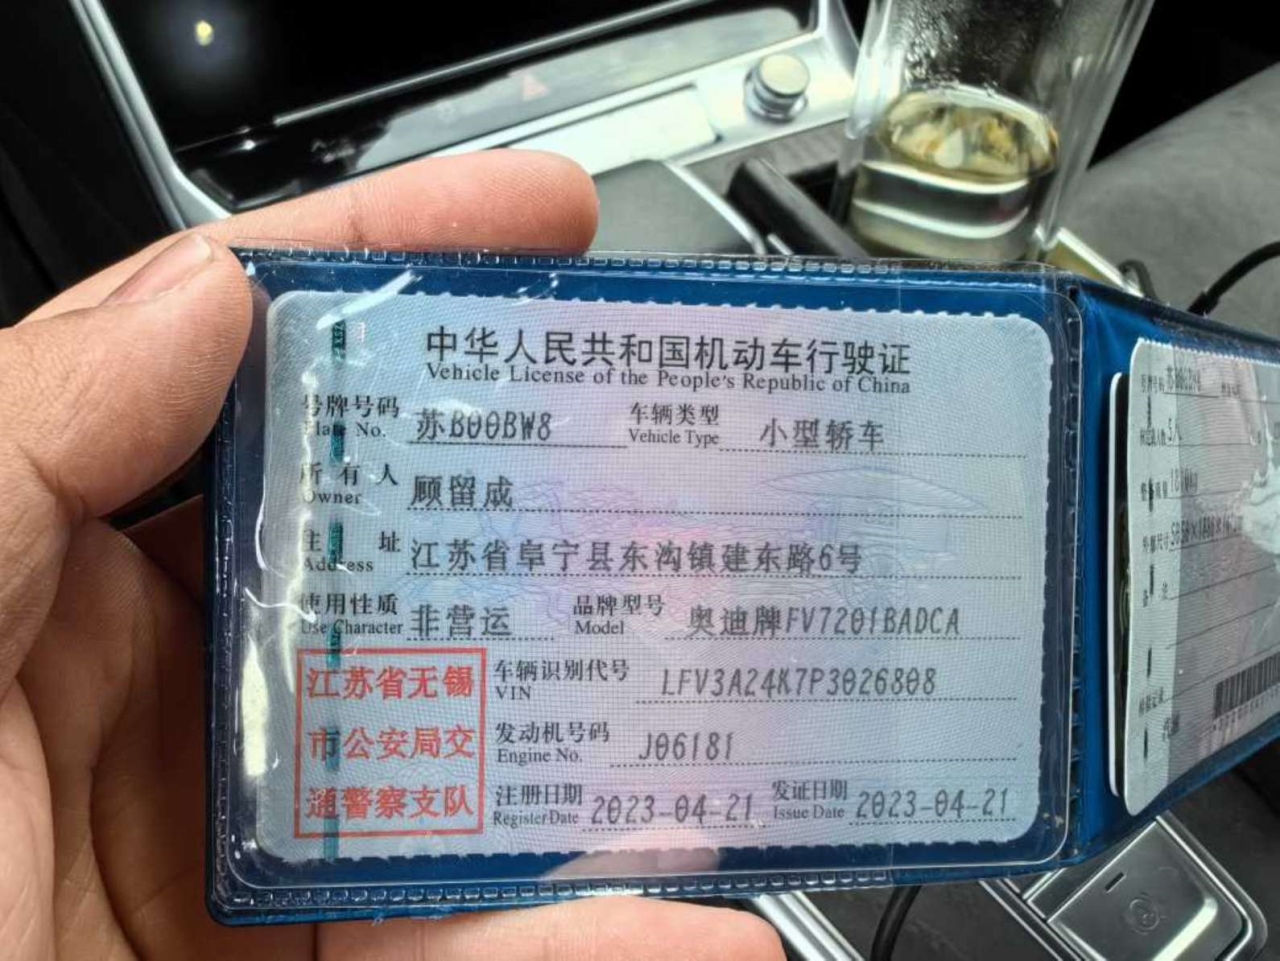 中华人民共和国机动车行驶证
Vehicle License of the People's Republic of China
号牌号码 苏B00BW8 车辆类型 小型轿车
Plate No. Vehicle Type
所有人 顾留成
Owner
主址 江苏省阜宁县东沟镇建东路6号
Address
使用性质 非营运 品牌型号 奥迪牌FV7201BADCA
Use Character Model
江苏省无锡
市公安局交
通警察支队
车辆识别代号 LFV3A24K7P3026808
VIN
发动机号码 J06181
Engine No.
注册日期 2023-04-21 发证日期 2023-04-21
Register Date Issue Date